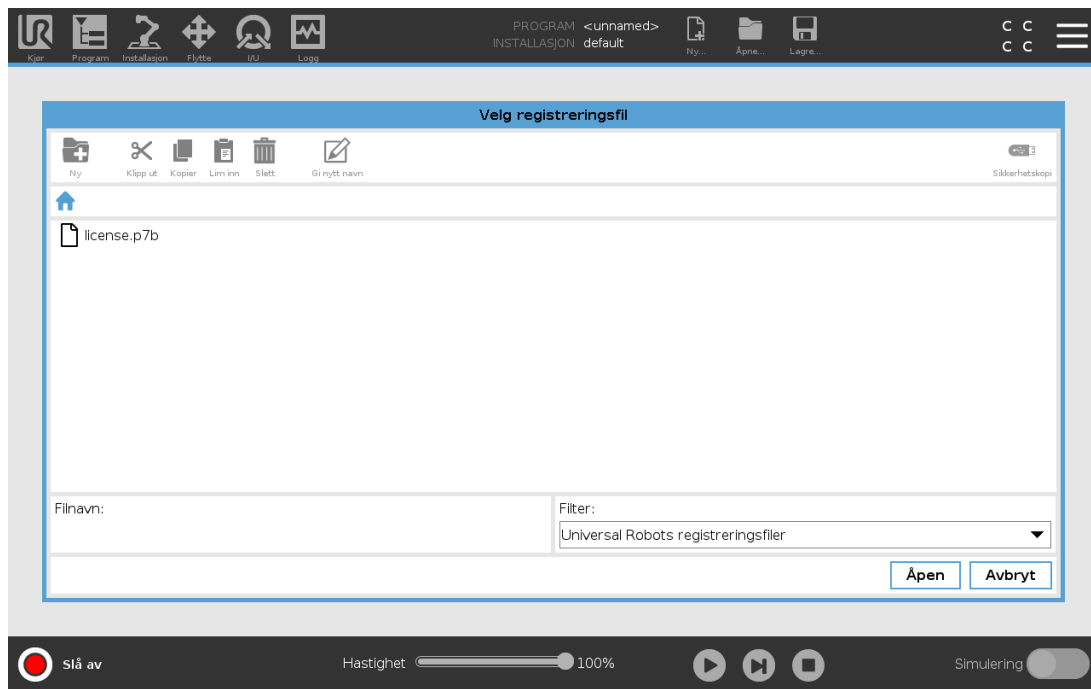 PROGRAM <unnamed>
INSTALLASJON default
Kjør Program Installasjon Flytte I/U Logg Ny... Åpne... Lagre...
C C
C C
Velg registreringsfil
Ny Klipp ut Kopier Lim inn Slett Gi nytt navn Sikkerhetskopi
license.p7b
Filnavn: Filter:
Universal Robots registreringsfiler
Åpen Avbryt
Slå av Hastighet 100% Simulering